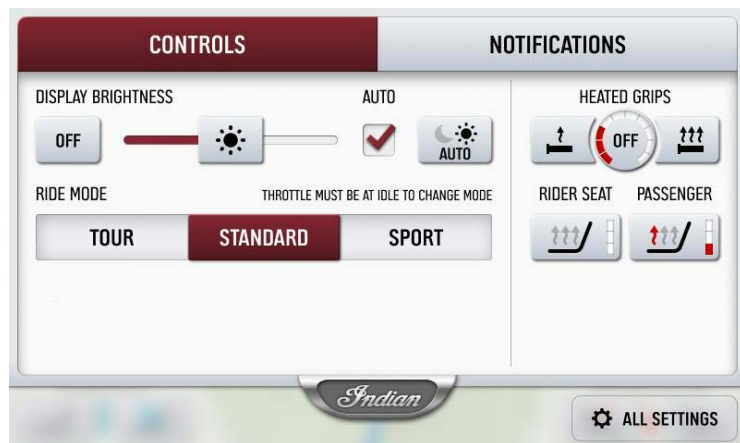 CONTROLS
NOTIFICATIONS
DISPLAY BRIGHTNESS
AUTO
HEATED GRIPS
OFF
AUTO
OFF
RIDE MODE
THROTTLE MUST BE AT IDLE TO CHANGE MODE
RIDER SEAT
PASSENGER
TOUR
STANDARD
SPORT
Indian
ALL SETTINGS